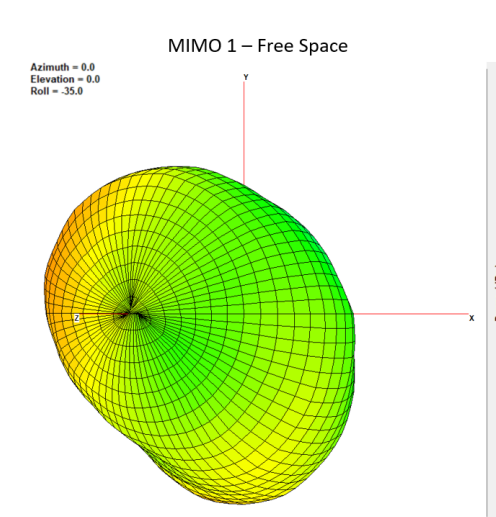 MIMO 1 – Free Space
Azimuth = 0.0
Elevation = 0.0
Roll = -35.0
Y
Z
X